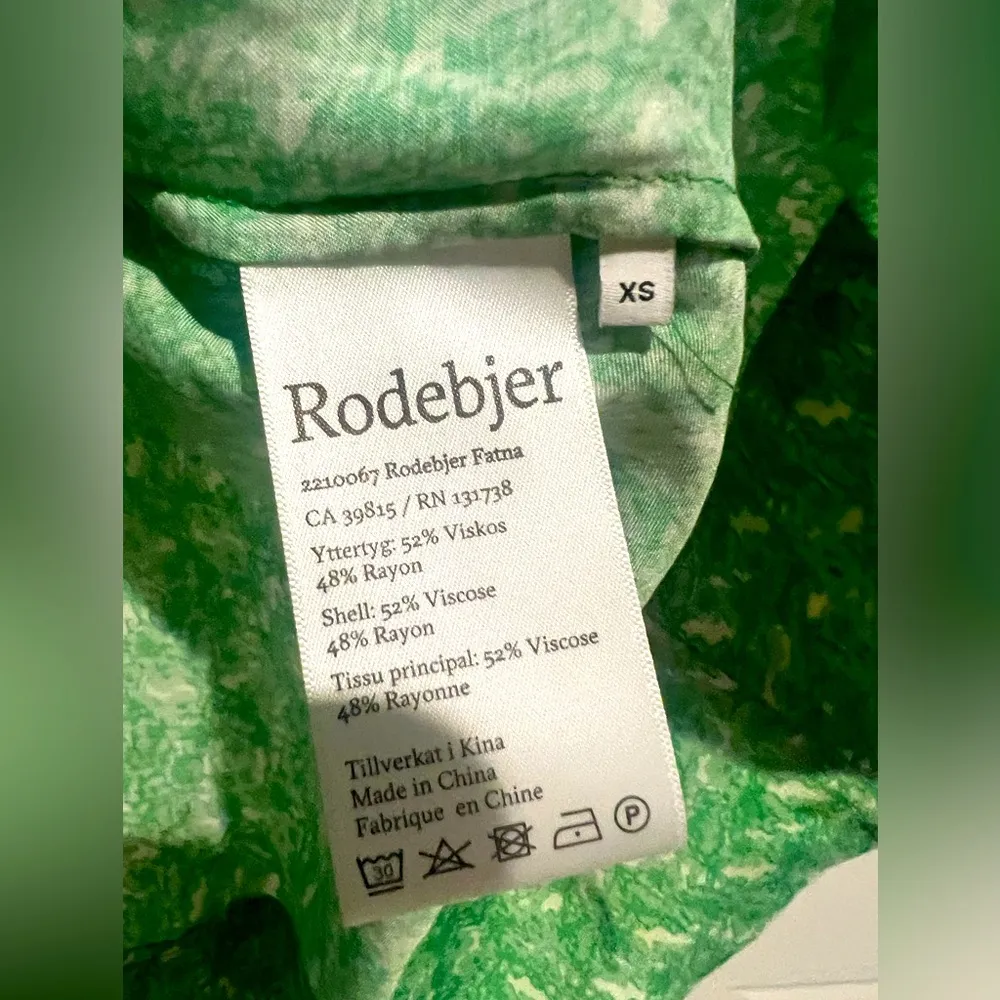 XS
Rodebjer
2210067 Rodebjer Fatna
CA 39815 / RN 131738
Yttertyg: 52% Viskos
48% Rayon
Shell: 52% Viscose
48% Rayon
Tissu principal: 52% Viscose
48% Rayonne
Tillverkat i Kina
Made in China
Fabrique en Chine
30
P